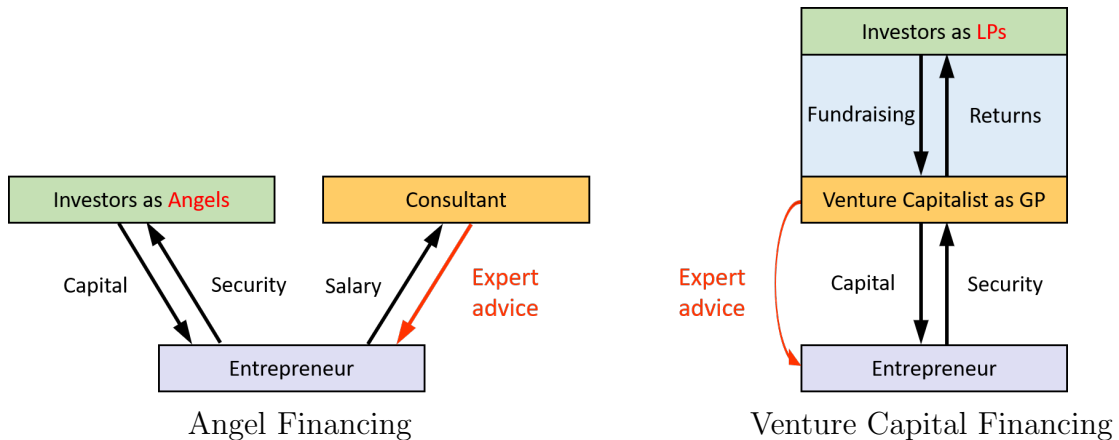 Investors as Angels
Consultant
Capital
Security
Salary
Expert
advice
Entrepreneur
Angel Financing
Investors as LPs
Fundraising
Returns
Venture Capitalist as GP
Expert
advice
Capital
Security
Entrepreneur
Venture Capital Financing